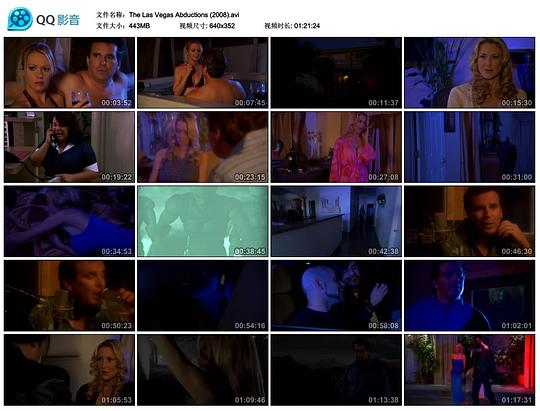 QQ影音
文件名称: The Las Vegas Abductions (2008).avi
文件大小: 443MB 视频尺寸: 640x352 视频时长: 01:21:24
00:03:52 00:07:45 00:11:37 00:15:30
00:19:22 00:23:15 00:27:08 00:31:00
00:34:53 00:38:45 00:42:38 00:46:30
00:50:23 00:54:16 00:58:08 01:02:01
01:05:53 01:09:46 01:13:38 01:17:31